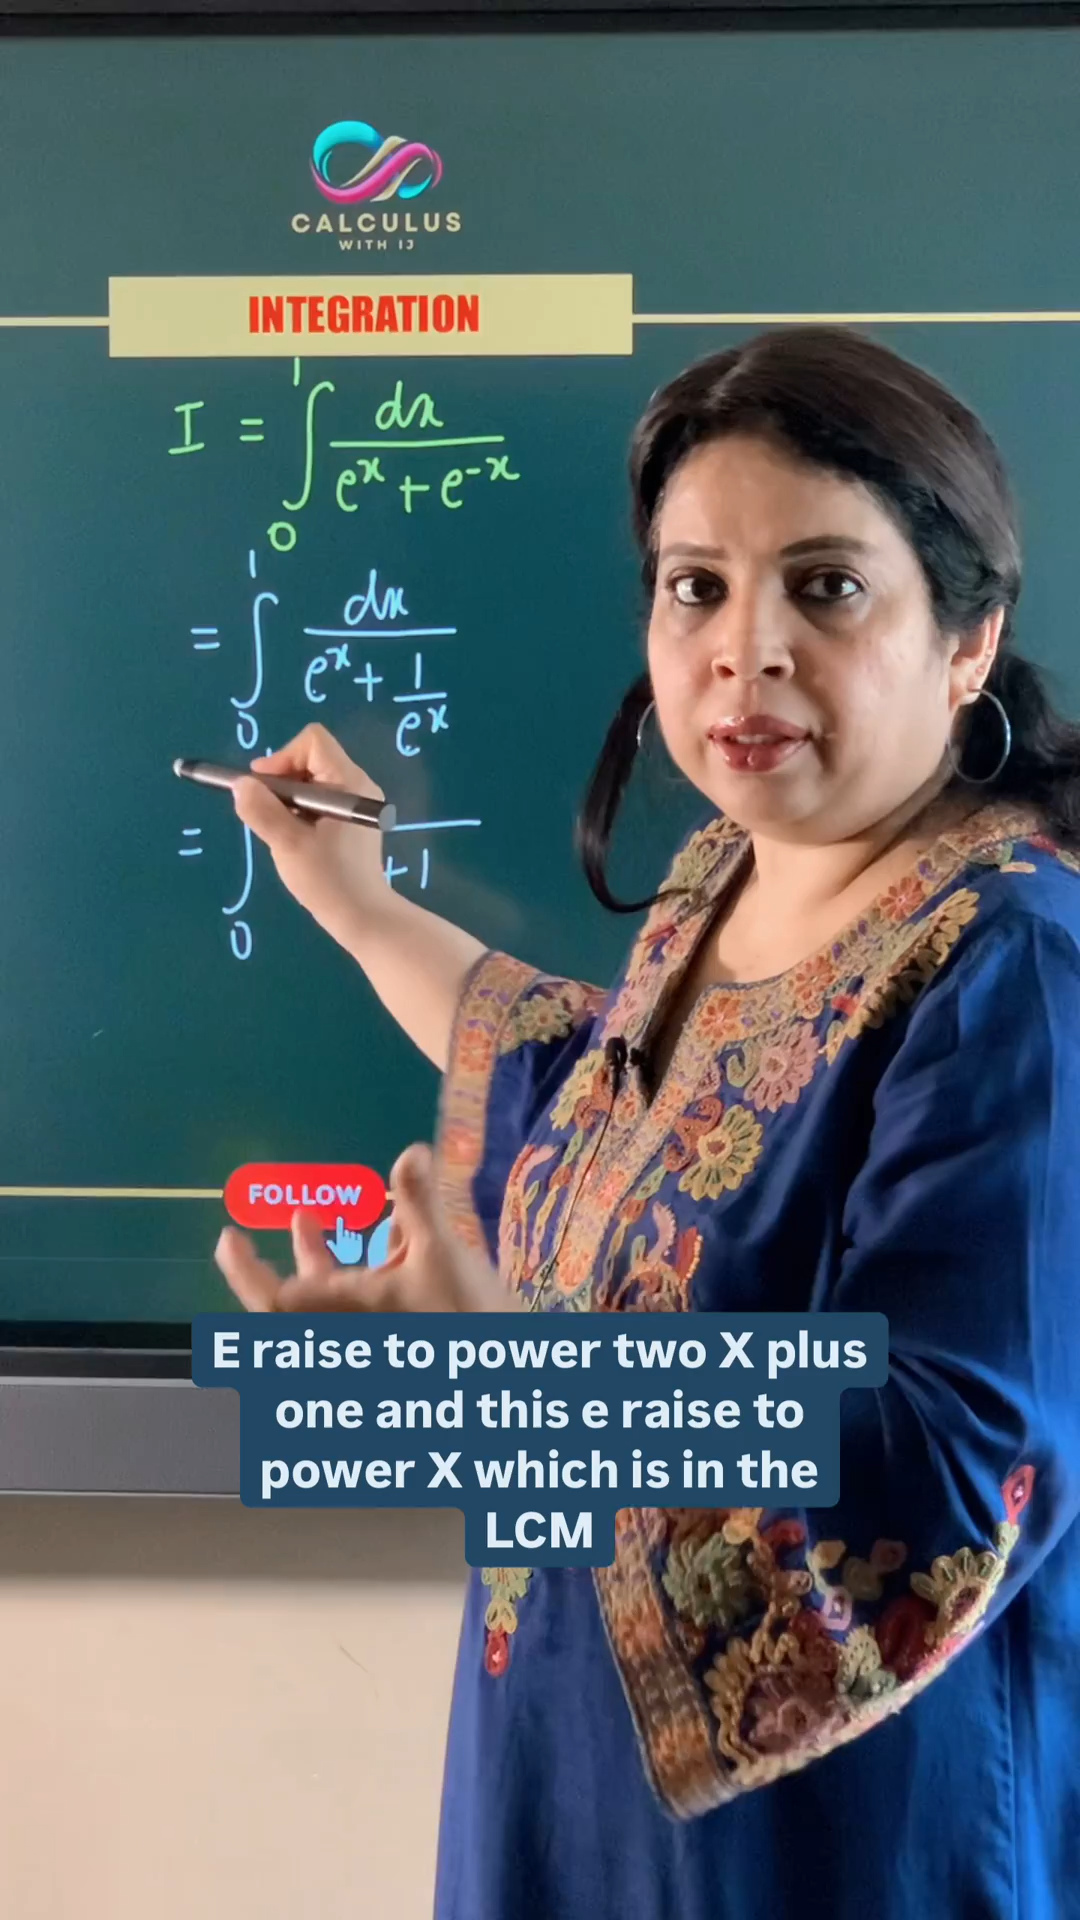 CALCULUS
WITH IJ
INTEGRATION
I = ∫₀¹ dx / (eˣ + e⁻ˣ)
= ∫₀¹ dx / (eˣ + 1/eˣ)
= ∫₀ +1
FOLLOW
E raise to power two X plus
one and this e raise to
power X which is in the
LCM